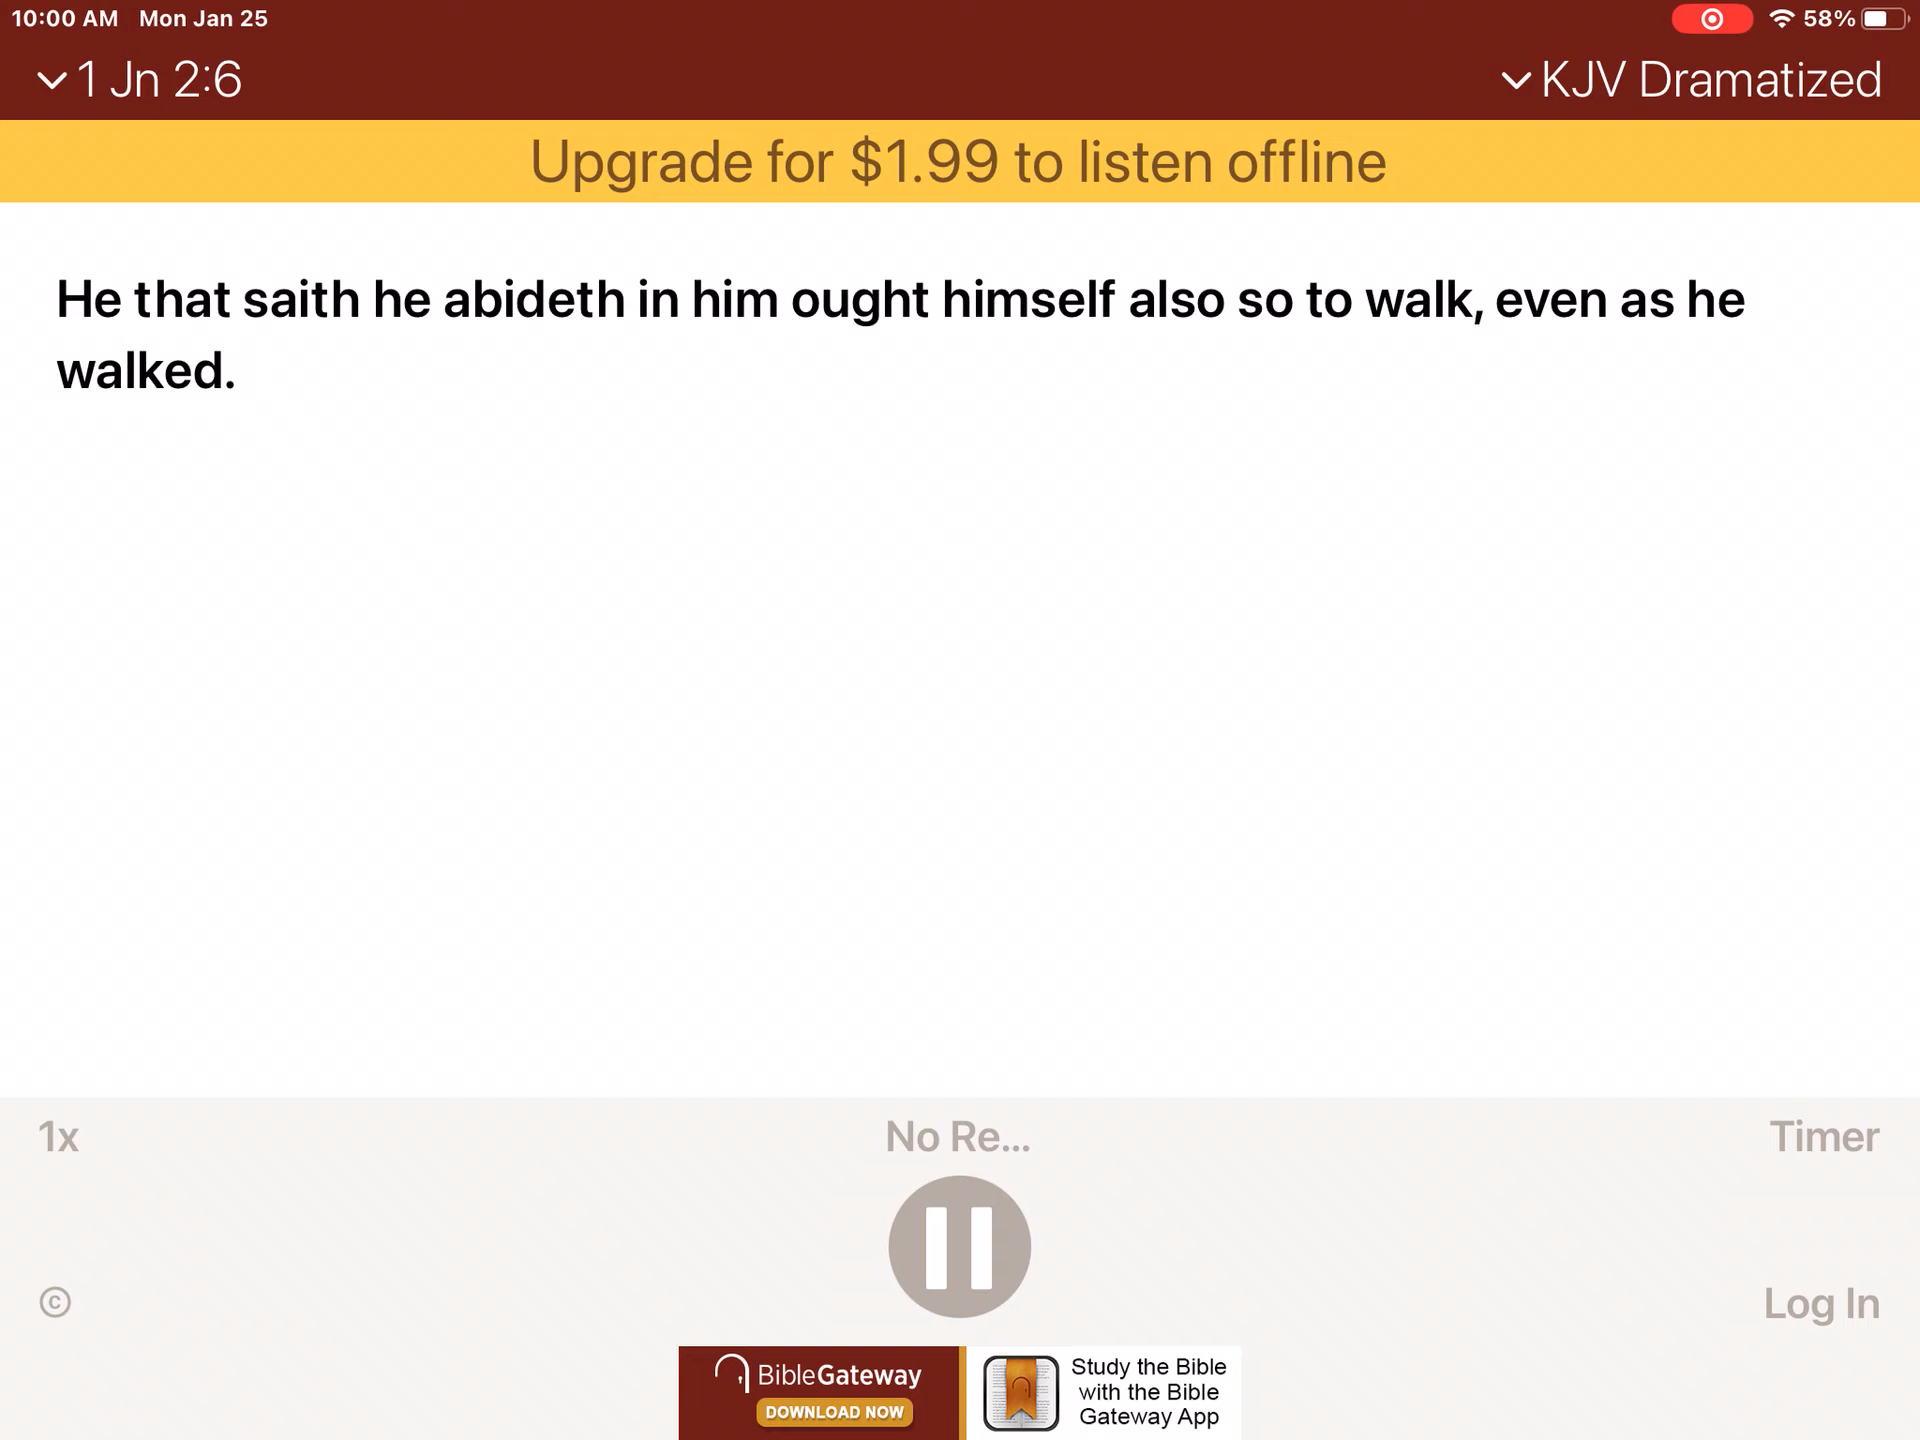 10:00 AM Mon Jan 25 58%
1 Jn 2:6 KJV Dramatized
Upgrade for $1.99 to listen offline
He that saith he abideth in him ought himself also so to walk, even as he
walked.
1x No Re... Timer
© Log In
BibleGateway
DOWNLOAD NOW
Study the Bible
with the Bible
Gateway App